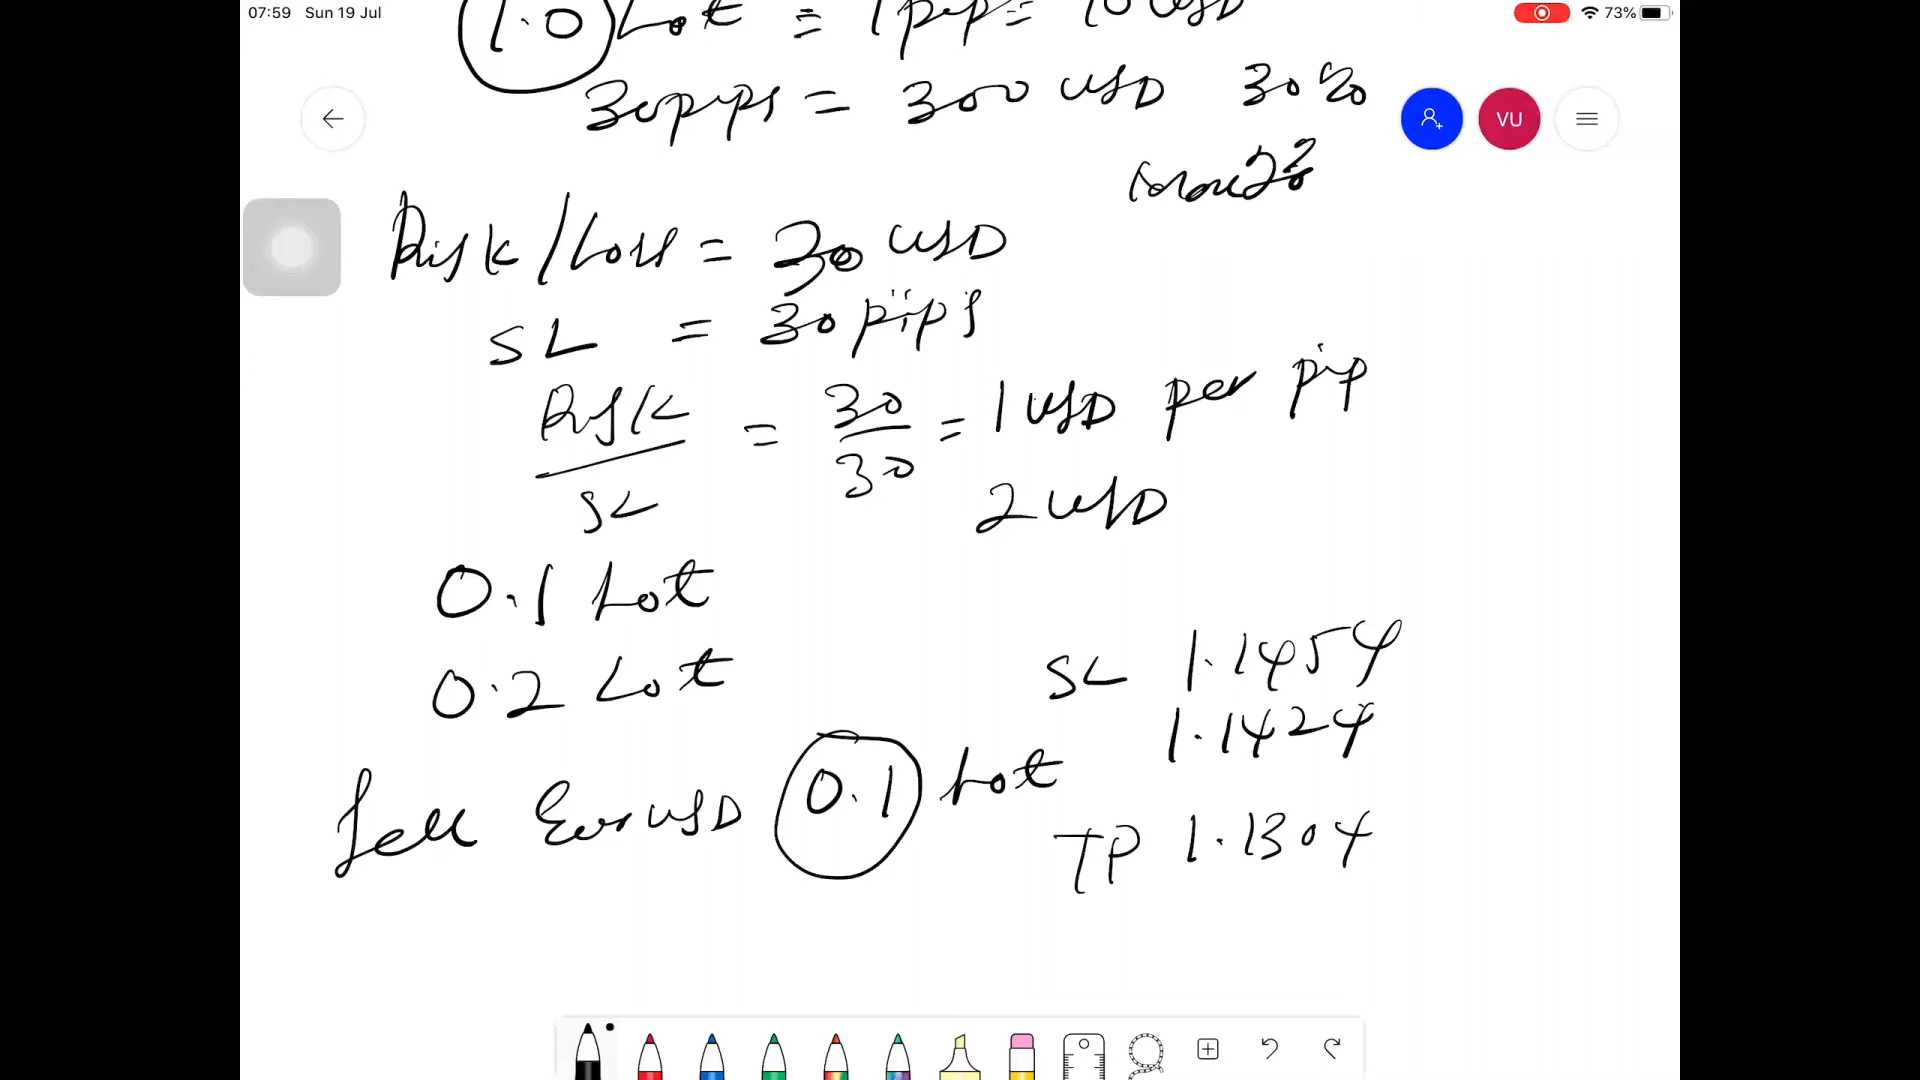 07:59 Sun 19 Jul
73%
1.0 Lot = 1 pip = 10 USD
30 pips = 300 USD 30%
VU
Risk/Loss = 30 USD
SL = 30 pips
Risk
SL
= 30
30
= 1 USD per pip
2 USD
0.1 Lot
0.2 Lot
SL 1.1454
1.1424
Sell EurUSD 0.1 Lot
TP 1.1304